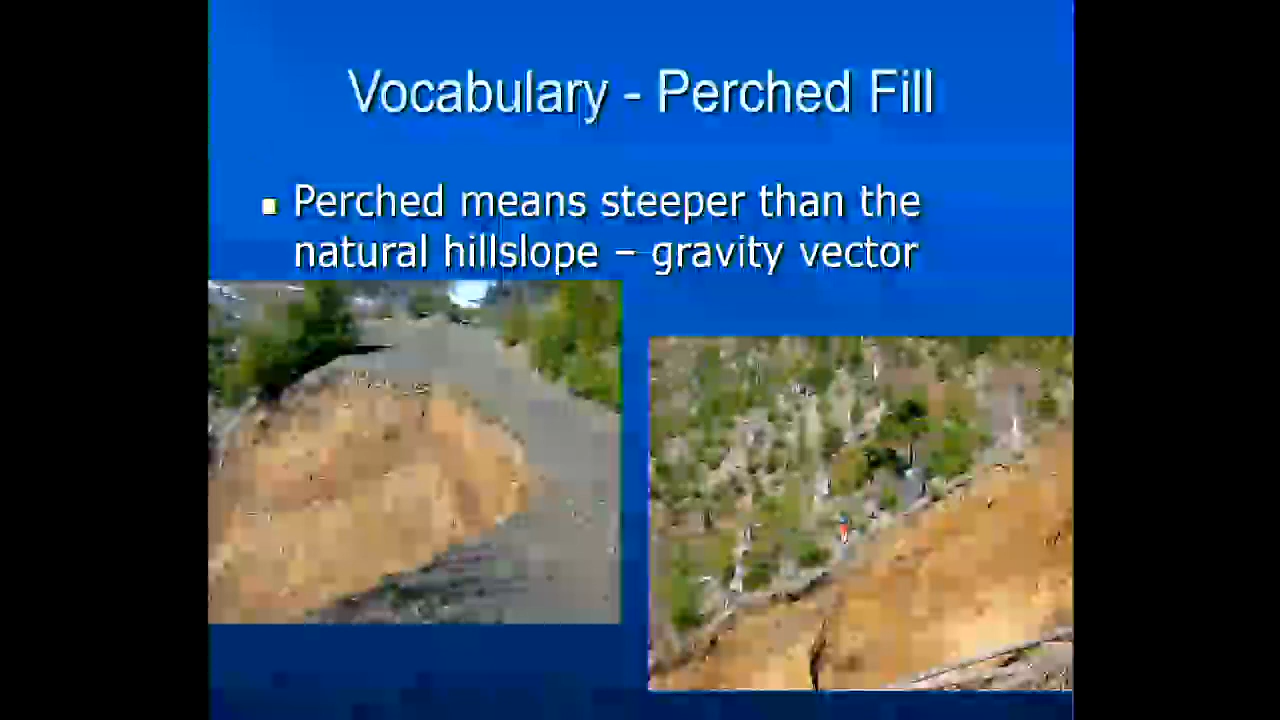 Vocabulary - Perched Fill
Perched means steeper than the
natural hillslope – gravity vector